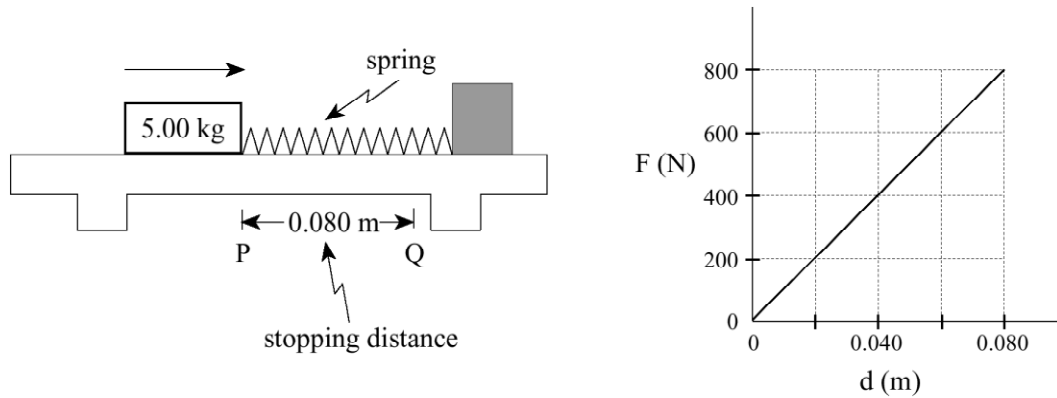 spring
5.00 kg
0.080 m
P Q
stopping distance
F (N)
800
600
400
200
0
0 0.040 0.080
d (m)